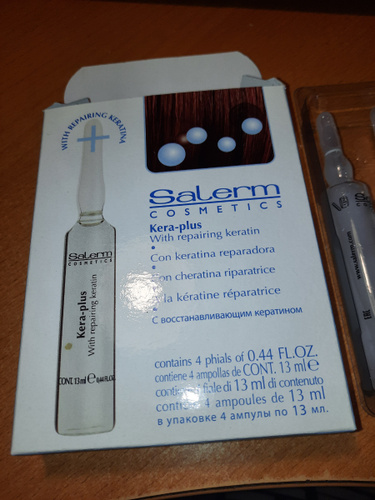 WITH REPAIRING KERATINA
Salerm
COSMETICS
Kera-plus
With repairing keratin
Con keratina reparadora
Con cheratina riparatrice
la kératine réparatrice
С восстанавливающим кератином
contains 4 phials of 0.44 FL.OZ.
contiene 4 ampollas de CONT. 13 ml e
fiale di 13 ml di contenuto
4 ampoules de 13 ml
в упаковке 4 ампулы по 13 мл.
Salerm
COSMETICS
Kera-plus
With repairing keratin
CONT. 13 ml e 0.44 FL.OZ.